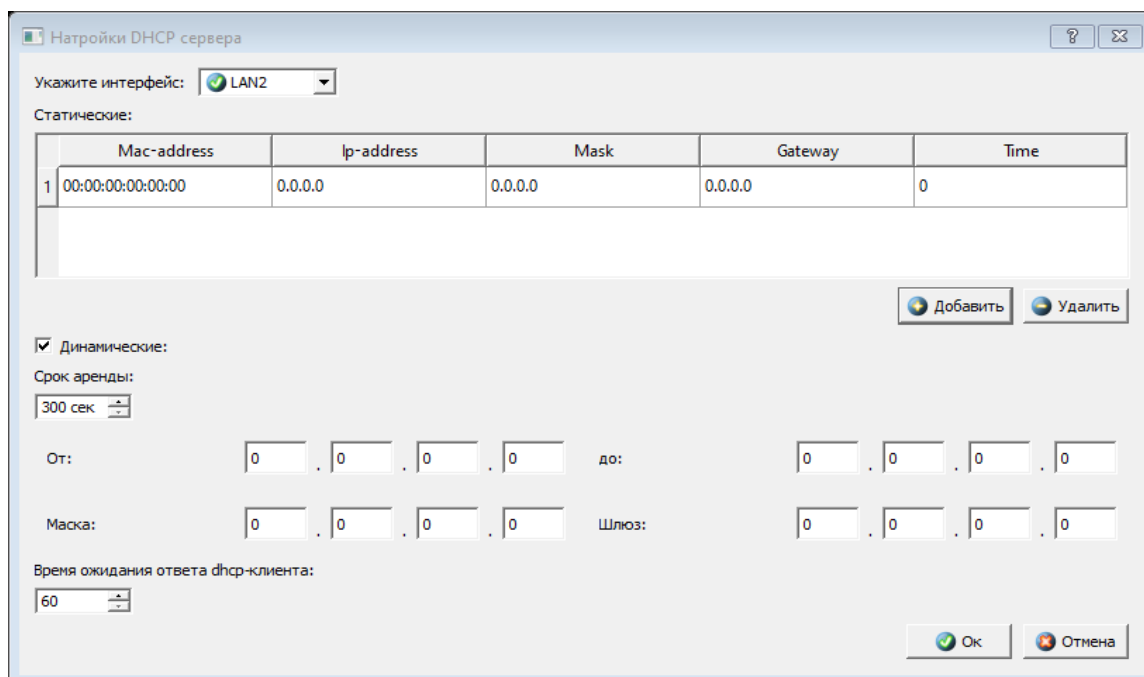 Натройки DHCP сервера
Укажите интерфейс: LAN2
Статические:
Mac-address Ip-address Mask Gateway Time
1 00:00:00:00:00:00 0.0.0.0 0.0.0.0 0.0.0.0 0
Добавить Удалить
Динамические:
Срок аренды:
300 сек
От: 0 . 0 . 0 . 0 до: 0 . 0 . 0 . 0
Маска: 0 . 0 . 0 . 0 Шлюз: 0 . 0 . 0 . 0
Время ожидания ответа dhcp-клиента:
60
Ок Отмена